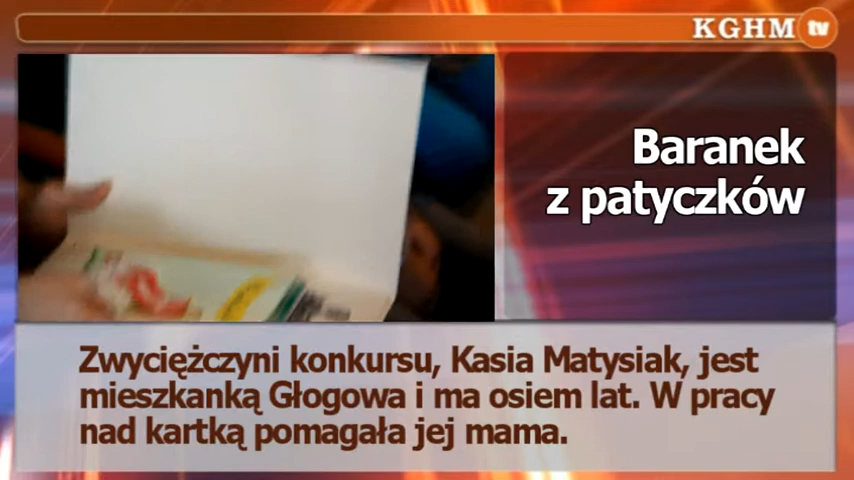 KGHM tv
Baranek
z patyczków
Zwyciężczyni konkursu, Kasia Matysiak, jest
mieszkanką Głogowa i ma osiem lat. W pracy
nad kartką pomagała jej mama.